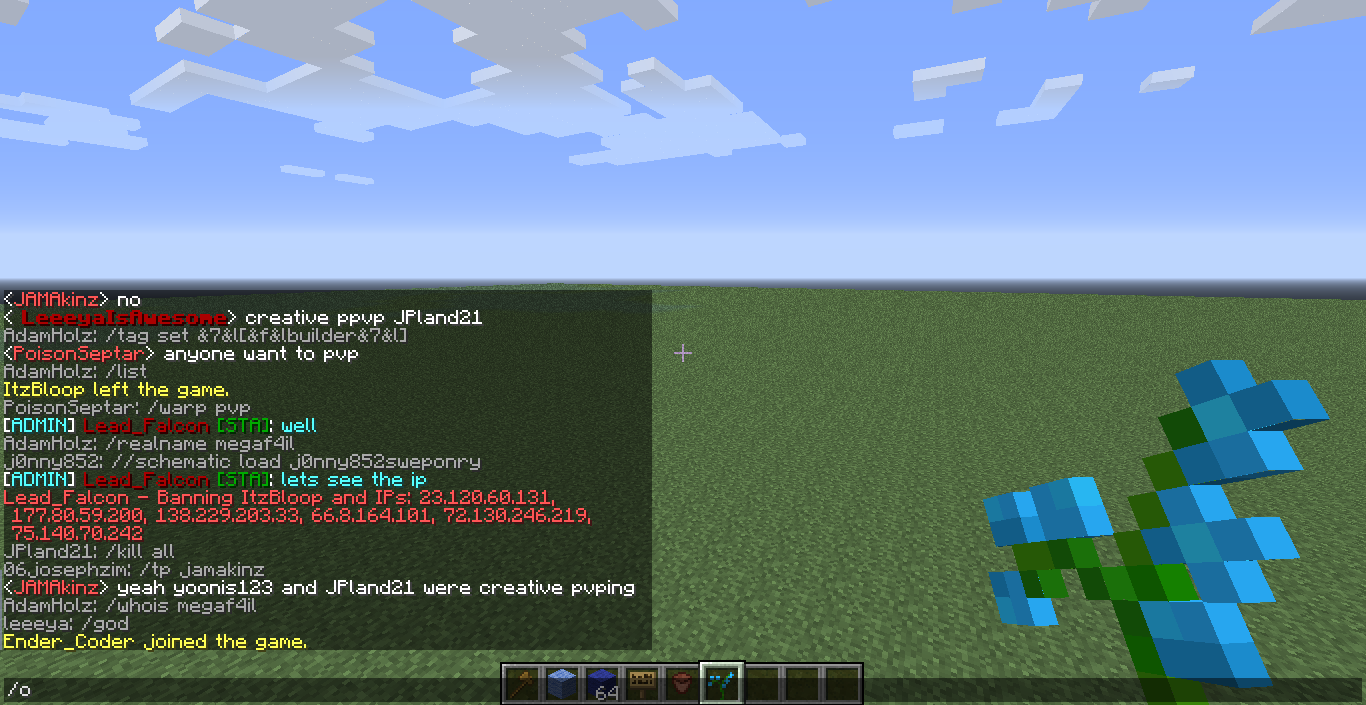 <JAMAkinz> no
< LeeeyaIsAwesome> creative ppvp JPland21
AdamHolz: /tag set &7&l[&f&lbuilder&7&l]
<PoisonSeptar> anyone want to pvp
AdamHolz: /list
ItzBloop left the game.
PoisonSeptar: /warp pvp
[ADMIN] Lead_Falcon [STA]: well
AdamHolz: /realname megaf4il
j0nny852: //schematic load j0nny852sweponry
[ADMIN] Lead_Falcon [STA]: lets see the ip
Lead_Falcon - Banning ItzBloop and IPs: 23.120.60.131,
177.80.59.200, 138.229.203.33, 66.8.164.101, 72.130.246.219,
75.140.70.242
JPland21: /kill all
06.josephzim: /tp jamakinz
<JAMAkinz> yeah yoonis123 and JPland21 were creative pvping
AdamHolz: /whois megaf4il
leeeya: /god
Ender_Coder joined the game.
64
/o